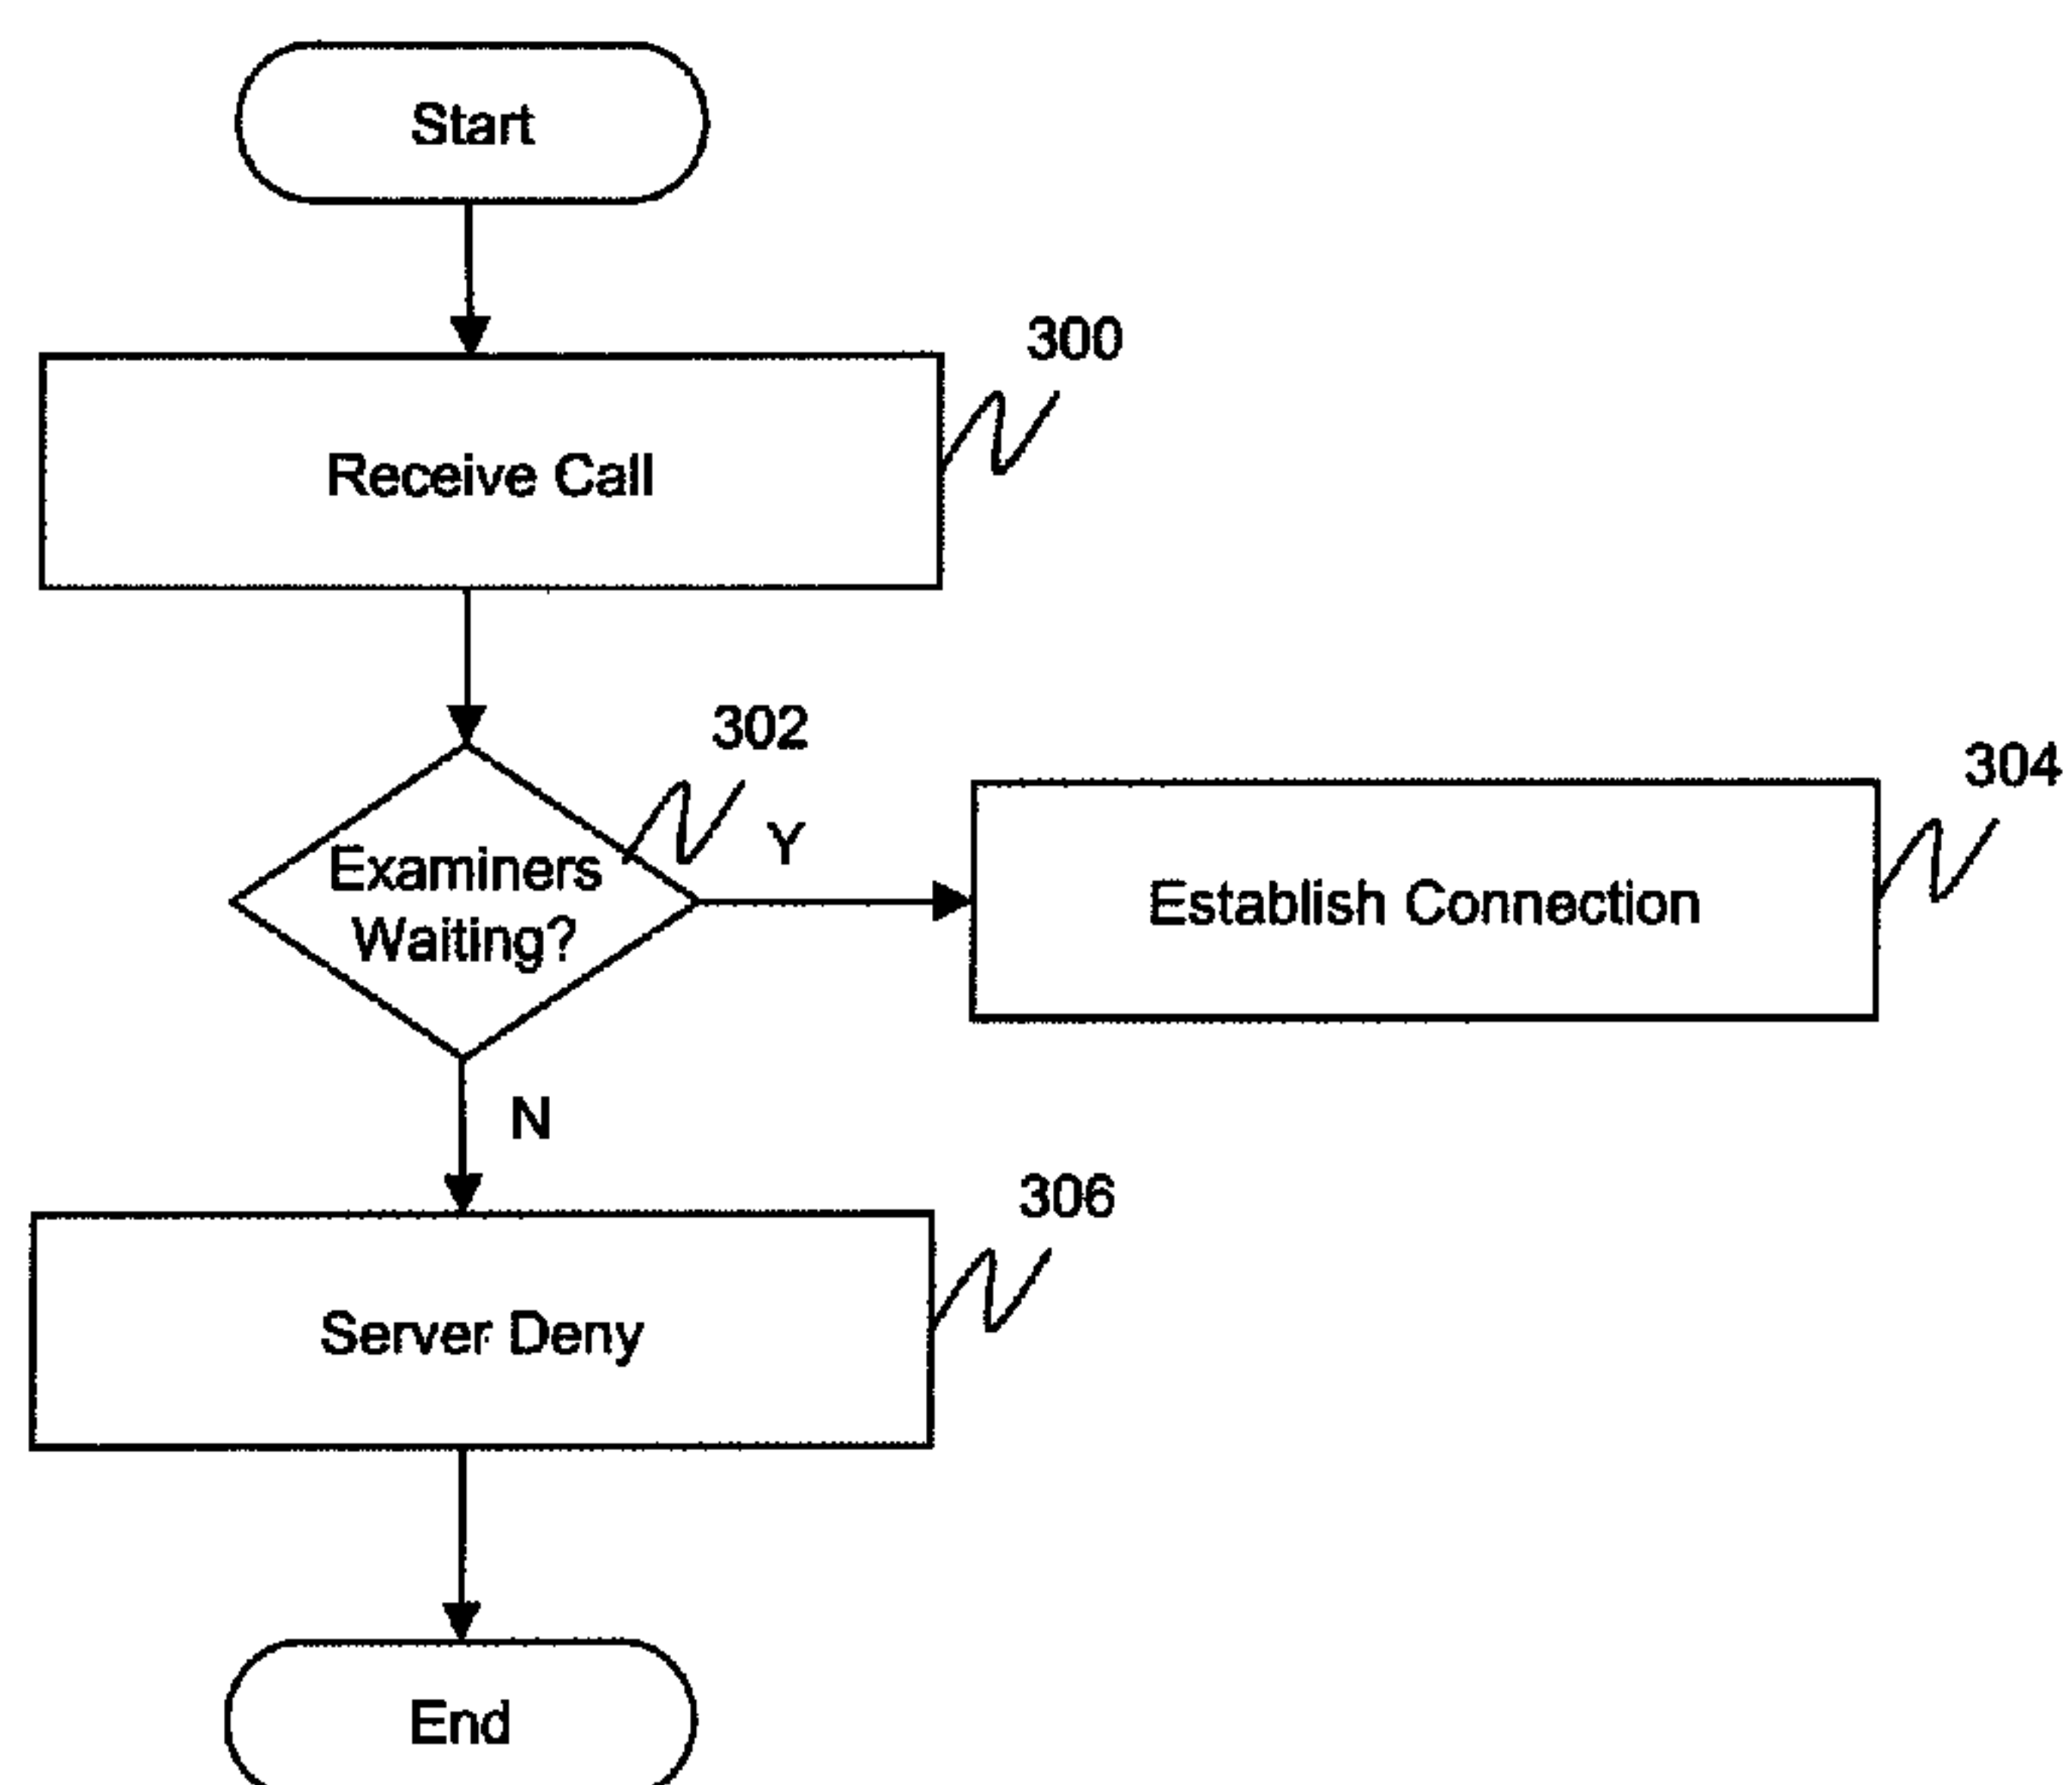 Start
300
Receive Call
302
Y
304
Examiners
Waiting?
Establish Connection
N
306
Server Deny
End